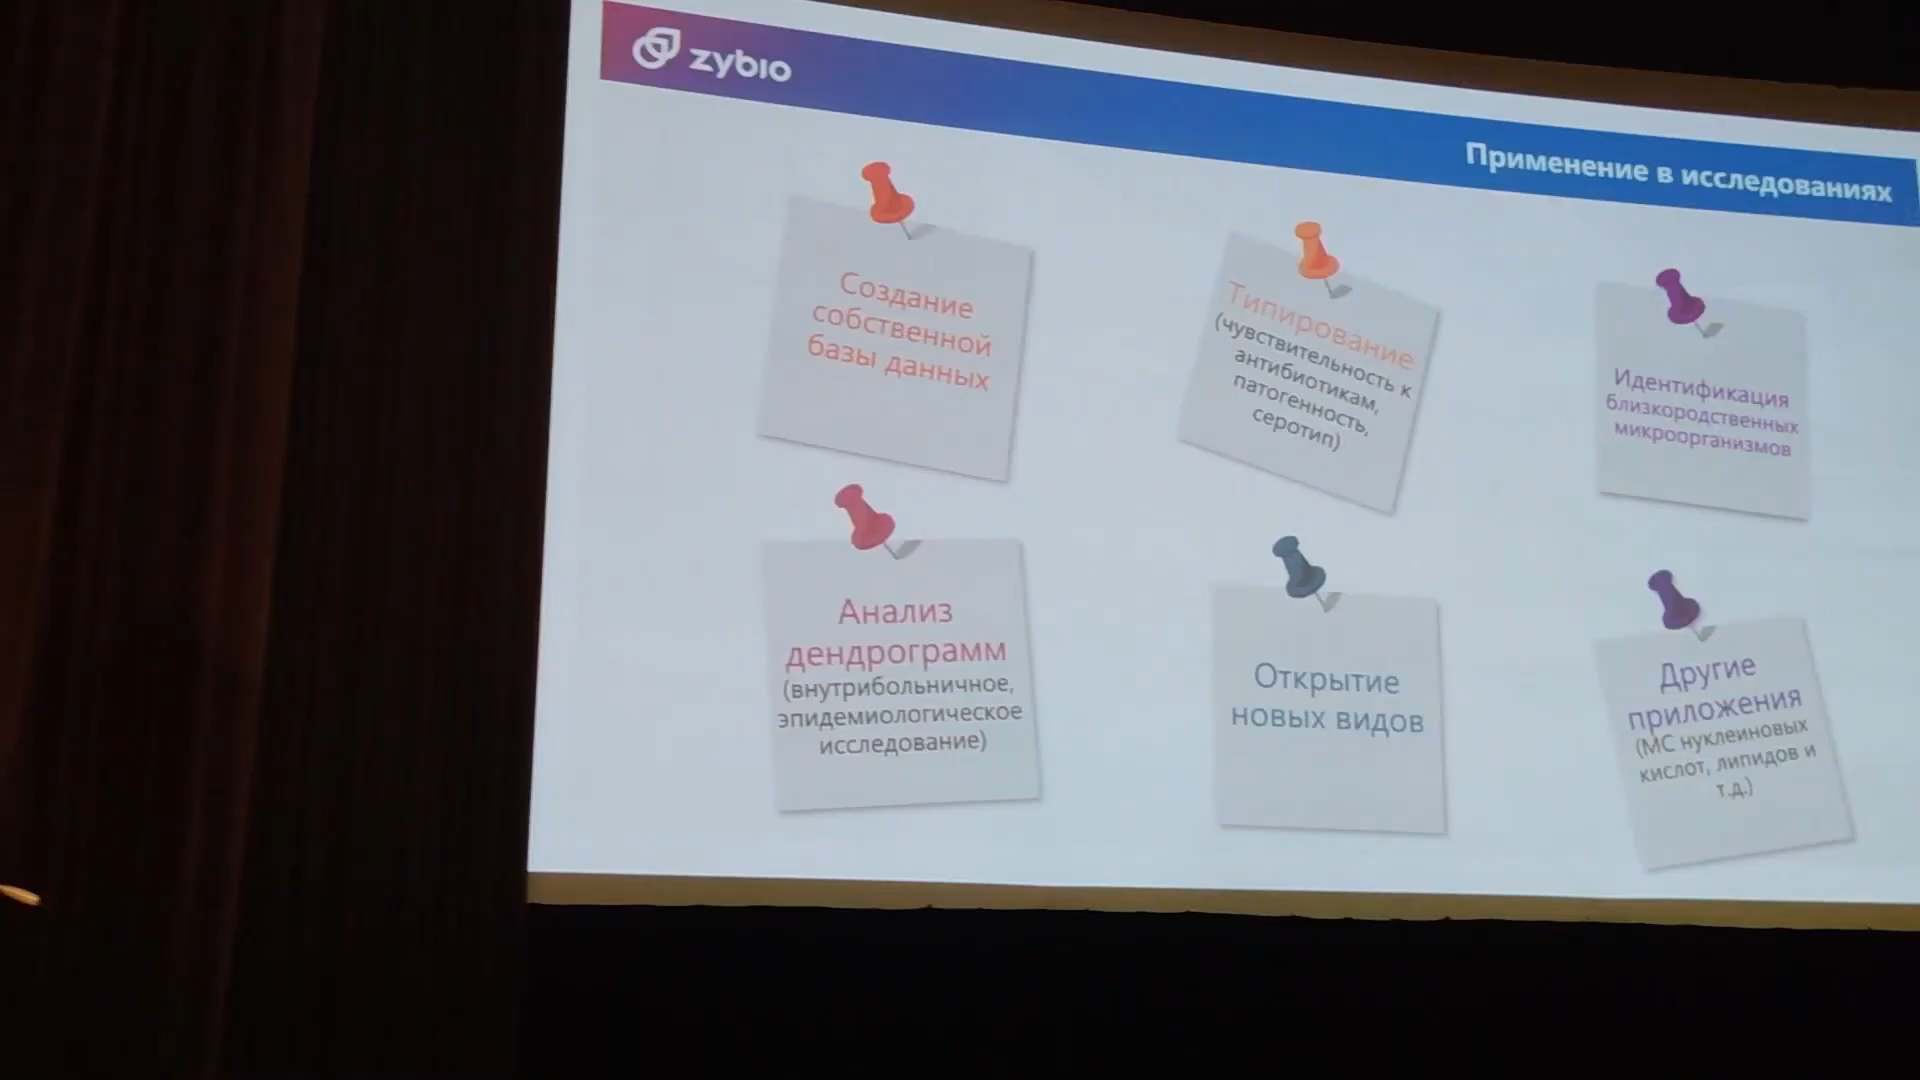 zybio
Применение в исследованиях
Создание
собственной
базы данных
Типирование
(чувствительность к
антибиотикам,
патогенность,
серотип)
Идентификация
близкородственных
микроорганизмов
Анализ
дендрограмм
(внутрибольничное,
эпидемиологическое
исследование)
Открытие
новых видов
Другие
приложения
(МС нуклеиновых
кислот, липидов и
т.д.)